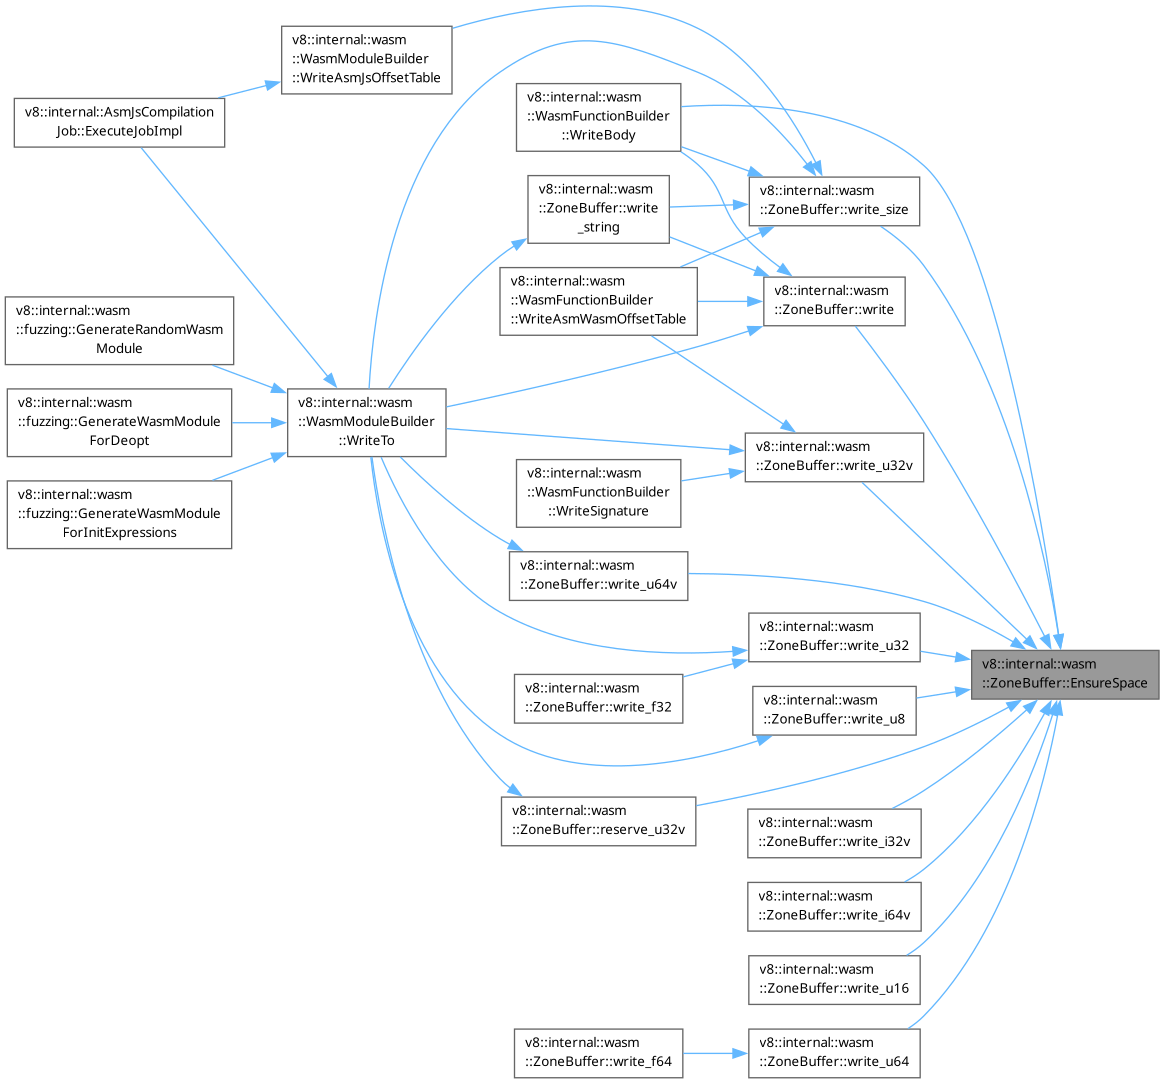 v8::internal::wasm
::WasmModuleBuilder
::WriteAsmJsOffsetTable
v8::internal::AsmJsCompilation
Job::ExecuteJobImpl
v8::internal::wasm
::WasmFunctionBuilder
::WriteBody
v8::internal::wasm
::ZoneBuffer::write_size
v8::internal::wasm
::ZoneBuffer::write
_string
v8::internal::wasm
::WasmFunctionBuilder
::WriteAsmWasmOffsetTable
v8::internal::wasm
::ZoneBuffer::write
v8::internal::wasm
::fuzzing::GenerateRandomWasm
Module
v8::internal::wasm
::fuzzing::GenerateWasmModule
ForDeopt
v8::internal::wasm
::WasmModuleBuilder
::WriteTo
v8::internal::wasm
::ZoneBuffer::write_u32v
v8::internal::wasm
::WasmFunctionBuilder
::WriteSignature
v8::internal::wasm
::fuzzing::GenerateWasmModule
ForInitExpressions
v8::internal::wasm
::ZoneBuffer::write_u64v
v8::internal::wasm
::ZoneBuffer::write_u32
v8::internal::wasm
::ZoneBuffer::EnsureSpace
v8::internal::wasm
::ZoneBuffer::write_f32
v8::internal::wasm
::ZoneBuffer::write_u8
v8::internal::wasm
::ZoneBuffer::reserve_u32v
v8::internal::wasm
::ZoneBuffer::write_i32v
v8::internal::wasm
::ZoneBuffer::write_i64v
v8::internal::wasm
::ZoneBuffer::write_u16
v8::internal::wasm
::ZoneBuffer::write_f64
v8::internal::wasm
::ZoneBuffer::write_u64